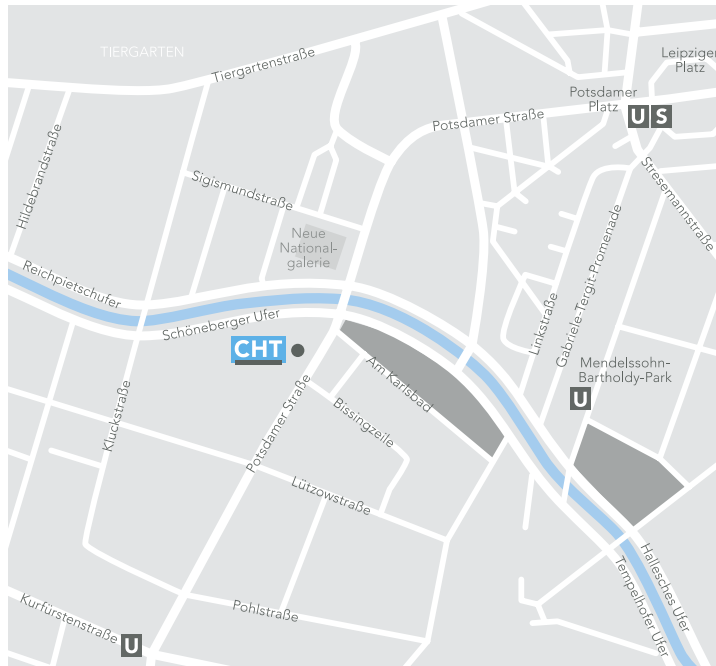 TIERGARTEN
Tiergartenstraße
Leipziger
Platz
Potsdamer
Platz
U S
Potsdamer Straße
Hildebrandstraße
Sigismundstraße
Stresemannstraße
Neue
National-
galerie
Gabriele-Tergit-Promenade
Reichpietschufer
Schöneberger Ufer
Linkstraße
CHT
Am Karlsbad
Mendelssohn-
Bartholdy-Park
U
Kluckstraße
Potsdamer Straße
Bissingzeile
Lützowstraße
Hallesches Ufer
Tempelhofer Ufer
Kurfürstenstraße
U
Pohlstraße